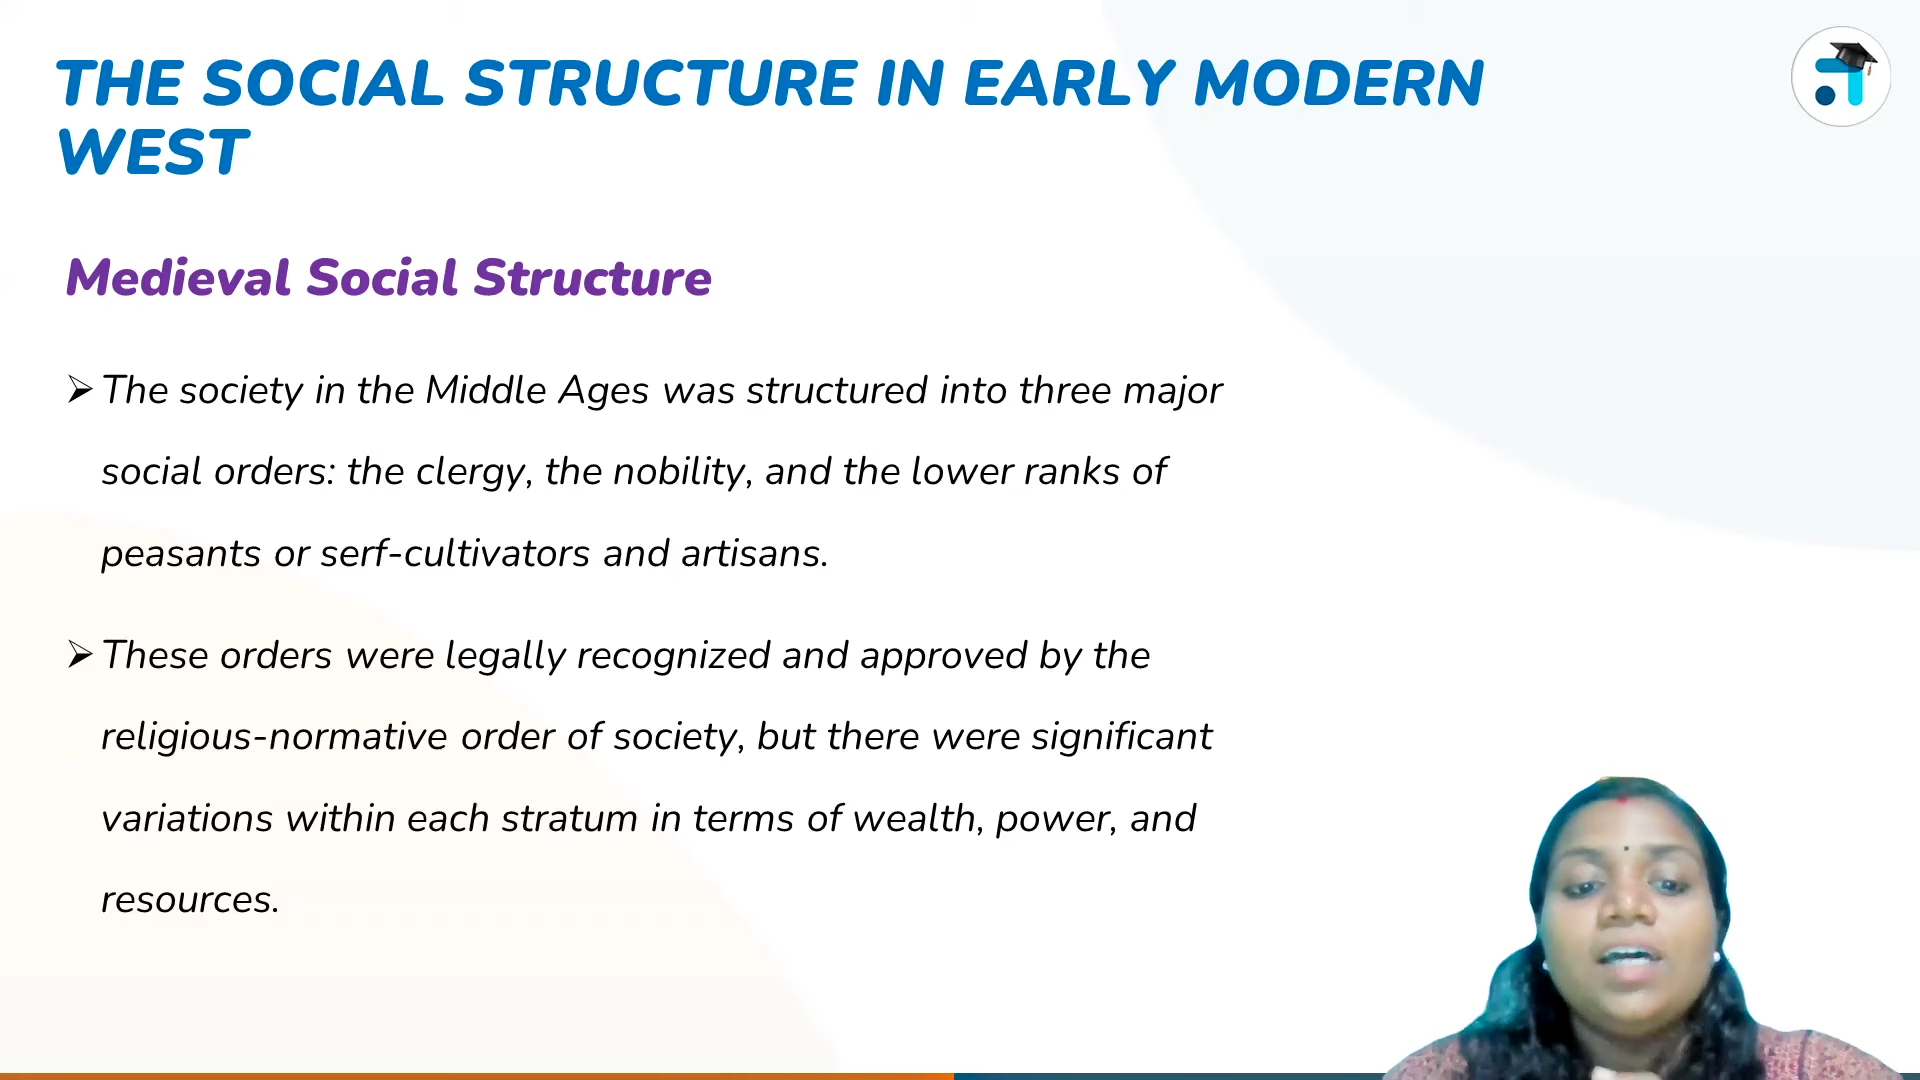 THE SOCIAL STRUCTURE IN EARLY MODERN
WEST
Medieval Social Structure
➢ The society in the Middle Ages was structured into three major
social orders: the clergy, the nobility, and the lower ranks of
peasants or serf-cultivators and artisans.
➢ These orders were legally recognized and approved by the
religious-normative order of society, but there were significant
variations within each stratum in terms of wealth, power, and
resources.